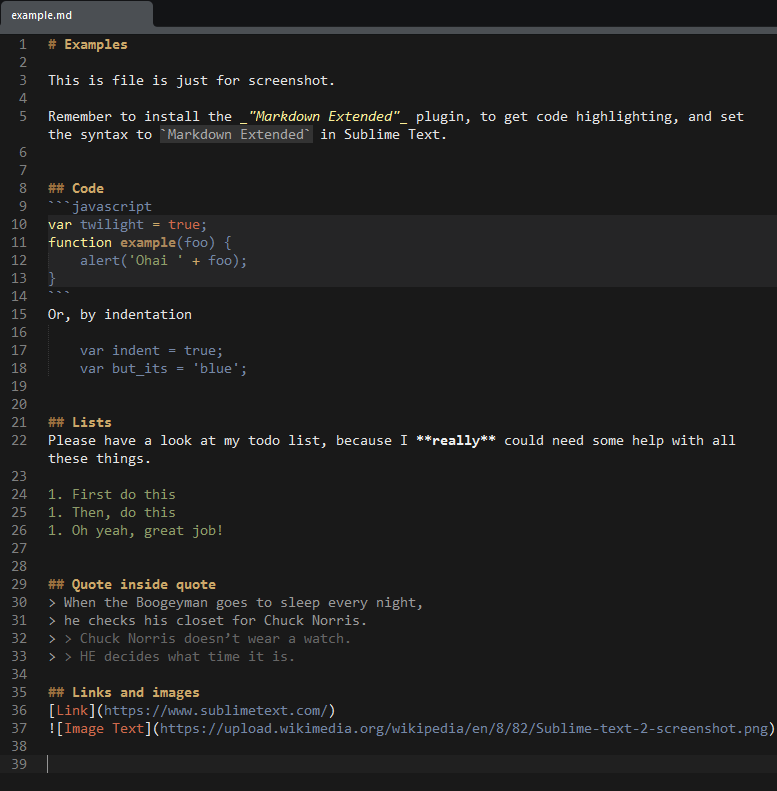 example.md
1 # Examples
2
3 This is file is just for screenshot.
4
5 Remember to install the _"Markdown Extended"_ plugin, to get code highlighting, and set
the syntax to `Markdown Extended` in Sublime Text.
6
7
8 ## Code
9 ```javascript
10 var twilight = true;
11 function example(foo) {
12     alert('Ohai ' + foo);
13 }
14 ```
15 Or, by indentation
16
17     var indent = true;
18     var but_its = 'blue';
19
20
21 ## Lists
22 Please have a look at my todo list, because I **really** could need some help with all
these things.
23
24 1. First do this
25 1. Then, do this
26 1. Oh yeah, great job!
27
28
29 ## Quote inside quote
30 > When the Boogeyman goes to sleep every night,
31 > he checks his closet for Chuck Norris.
32 > > Chuck Norris doesn’t wear a watch.
33 > > HE decides what time it is.
34
35 ## Links and images
36 [Link](https://www.sublimetext.com/)
37 ![Image Text](https://upload.wikimedia.org/wikipedia/en/8/82/Sublime-text-2-screenshot.png)
38
39